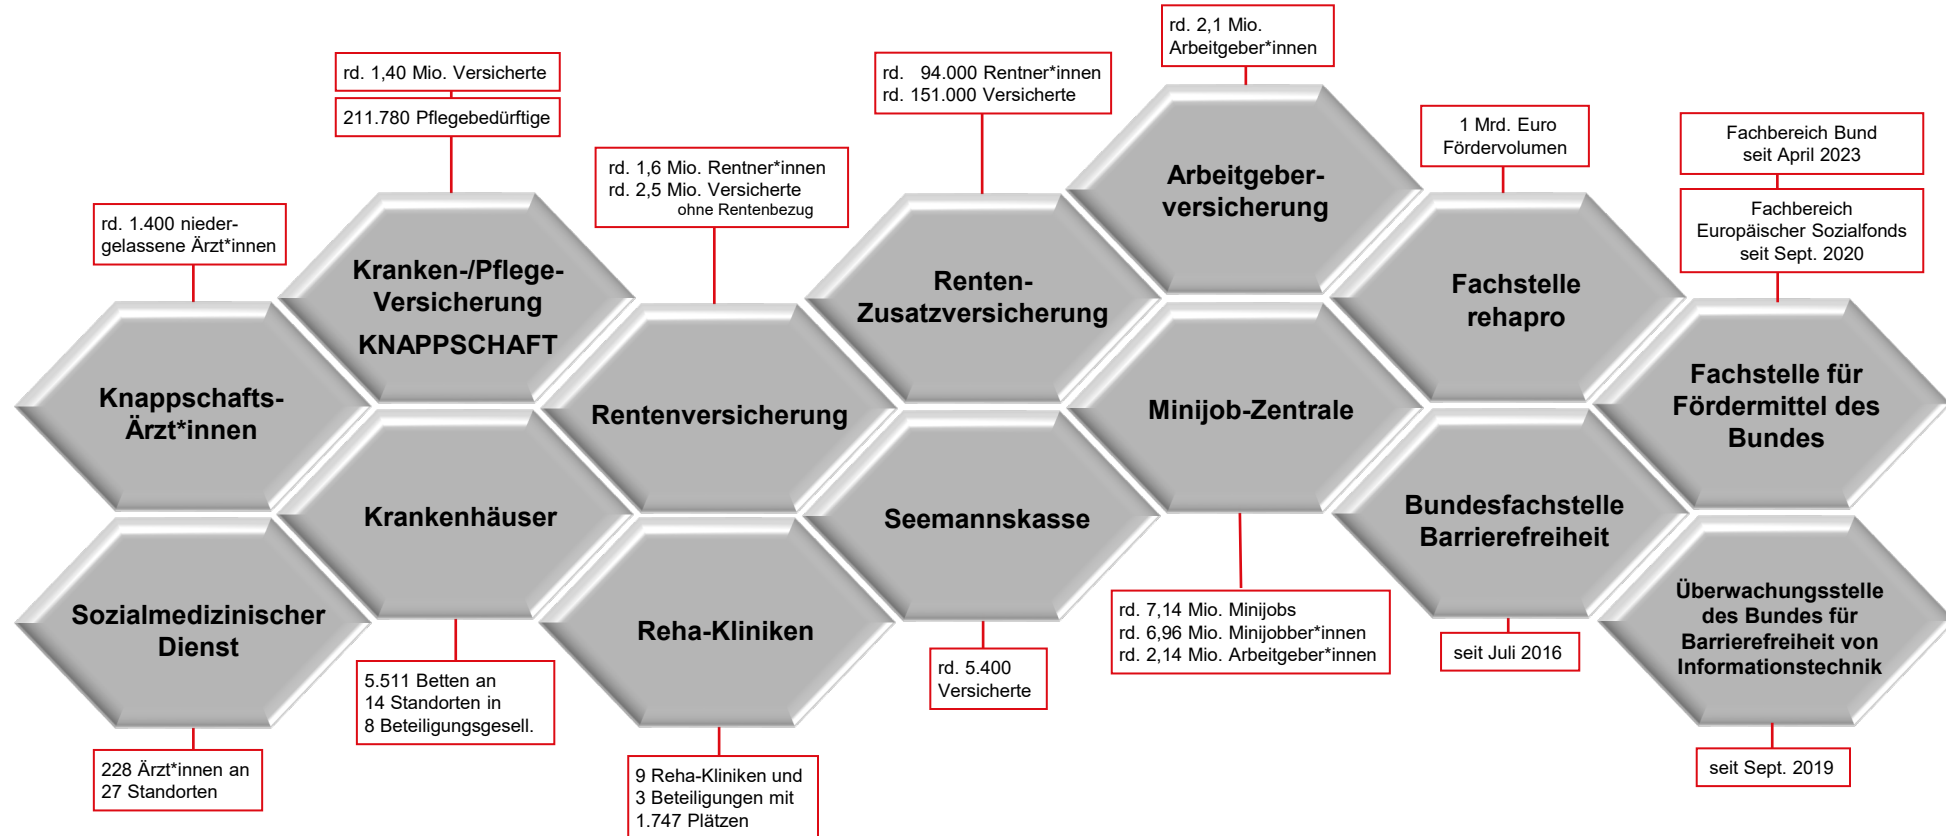 rd. 2,1 Mio.
Arbeitgeber*innen
rd. 1,40 Mio. Versicherte
211.780 Pflegebedürftige
rd. 94.000 Rentner*innen
rd. 151.000 Versicherte
1 Mrd. Euro
Fördervolumen
Fachbereich Bund
seit April 2023
rd. 1,6 Mio. Rentner*innen
rd. 2,5 Mio. Versicherte
ohne Rentenbezug
rd. 1.400 nieder-
gelassene Ärzt*innen
Fachbereich
Europäischer Sozialfonds
seit Sept. 2020
Arbeitgeber-
versicherung
Kranken-/Pflege-
Versicherung
KNAPPSCHAFT
Renten-
Zusatzversicherung
Fachstelle
rehapro
Knappschafts-
Ärzt*innen
Rentenversicherung
Minijob-Zentrale
Fachstelle für
Fördermittel des
Bundes
Krankenhäuser
Seemannskasse
Bundesfachstelle
Barrierefreiheit
Sozialmedizinischer
Dienst
Reha-Kliniken
Überwachungsstelle
des Bundes für
Barrierefreiheit von
Informationstechnik
rd. 7,14 Mio. Minijobs
rd. 6,96 Mio. Minijobber*innen
rd. 2,14 Mio. Arbeitgeber*innen
seit Juli 2016
rd. 5.400
Versicherte
5.511 Betten an
14 Standorten in
8 Beteiligungsgesell.
228 Ärzt*innen an
27 Standorten
9 Reha-Kliniken und
3 Beteiligungen mit
1.747 Plätzen
seit Sept. 2019